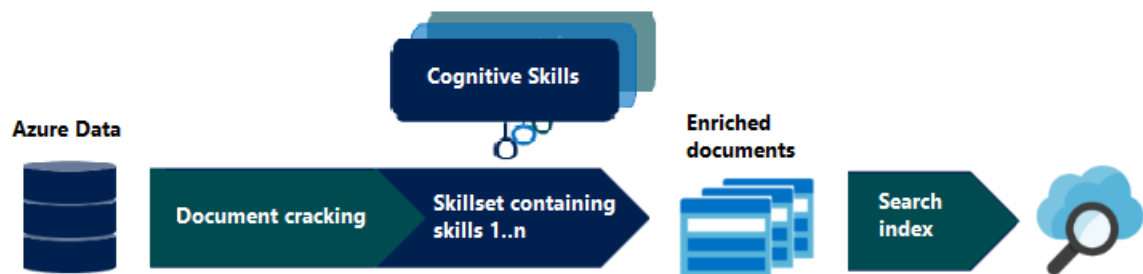 Cognitive Skills
Azure Data
Document cracking
Skillset containing
skills 1..n
Enriched
documents
Search
index